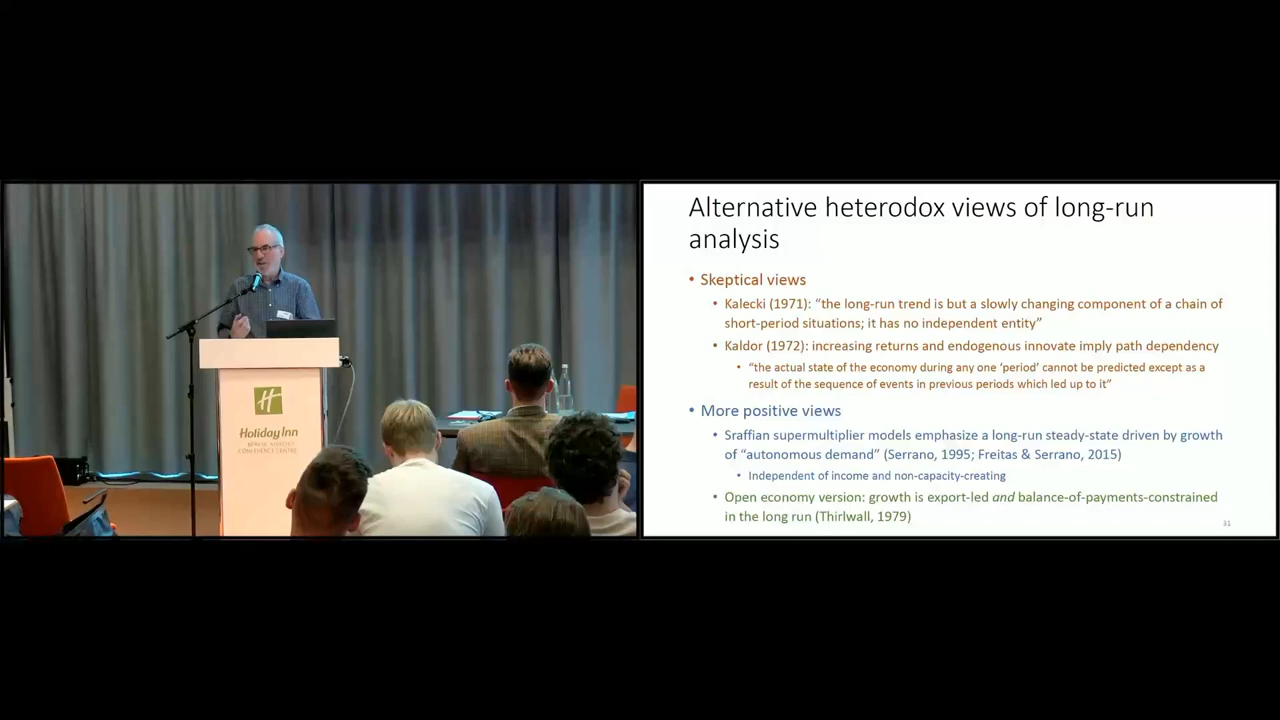 Alternative heterodox views of long-run
analysis
• Skeptical views
• Kalecki (1971): “the long-run trend is but a slowly changing component of a chain of
short-period situations; it has no independent entity”
• Kaldor (1972): increasing returns and endogenous innovate imply path dependency
• “the actual state of the economy during any one ‘period’ cannot be predicted except as a
result of the sequence of events in previous periods which led up to it”
• More positive views
• Sraffian supermultiplier models emphasize a long-run steady-state driven by growth
of “autonomous demand” (Serrano, 1995; Freitas & Serrano, 2015)
• Independent of income and non-capacity-creating
• Open economy version: growth is export-led and balance-of-payments-constrained
in the long run (Thirlwall, 1979)
31
H
Holiday Inn
CONFERENCE CENTRE